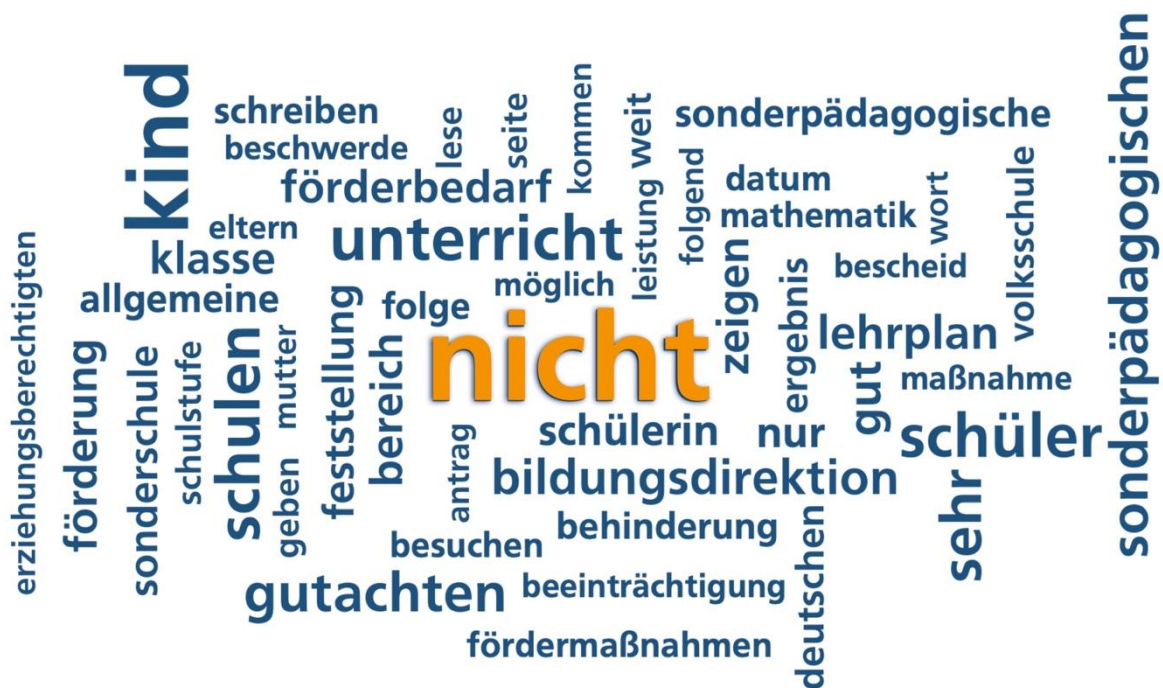 kind
schreiben
beschwerde
lese
seite
kommen
weit
sonderpädagogische
sonderpädagogischen
förderbedarf
leistung
folgend
datum
mathematik
wort
volksschule
eltern
klasse
unterricht
möglich
zeigen
ergebnis
bescheid
erziehungsberechtigten
allgemeine
folge
nicht
lehrplan
förderung
sonderschule
schulstufe
schulen
mutter
geben
feststellung
bereich
antrag
gut
maßnahme
schülerin
nur
schüler
bildungsdirektion
sehr
besuchen
behinderung
deutschen
gutachten
beeinträchtigung
fördermaßnahmen